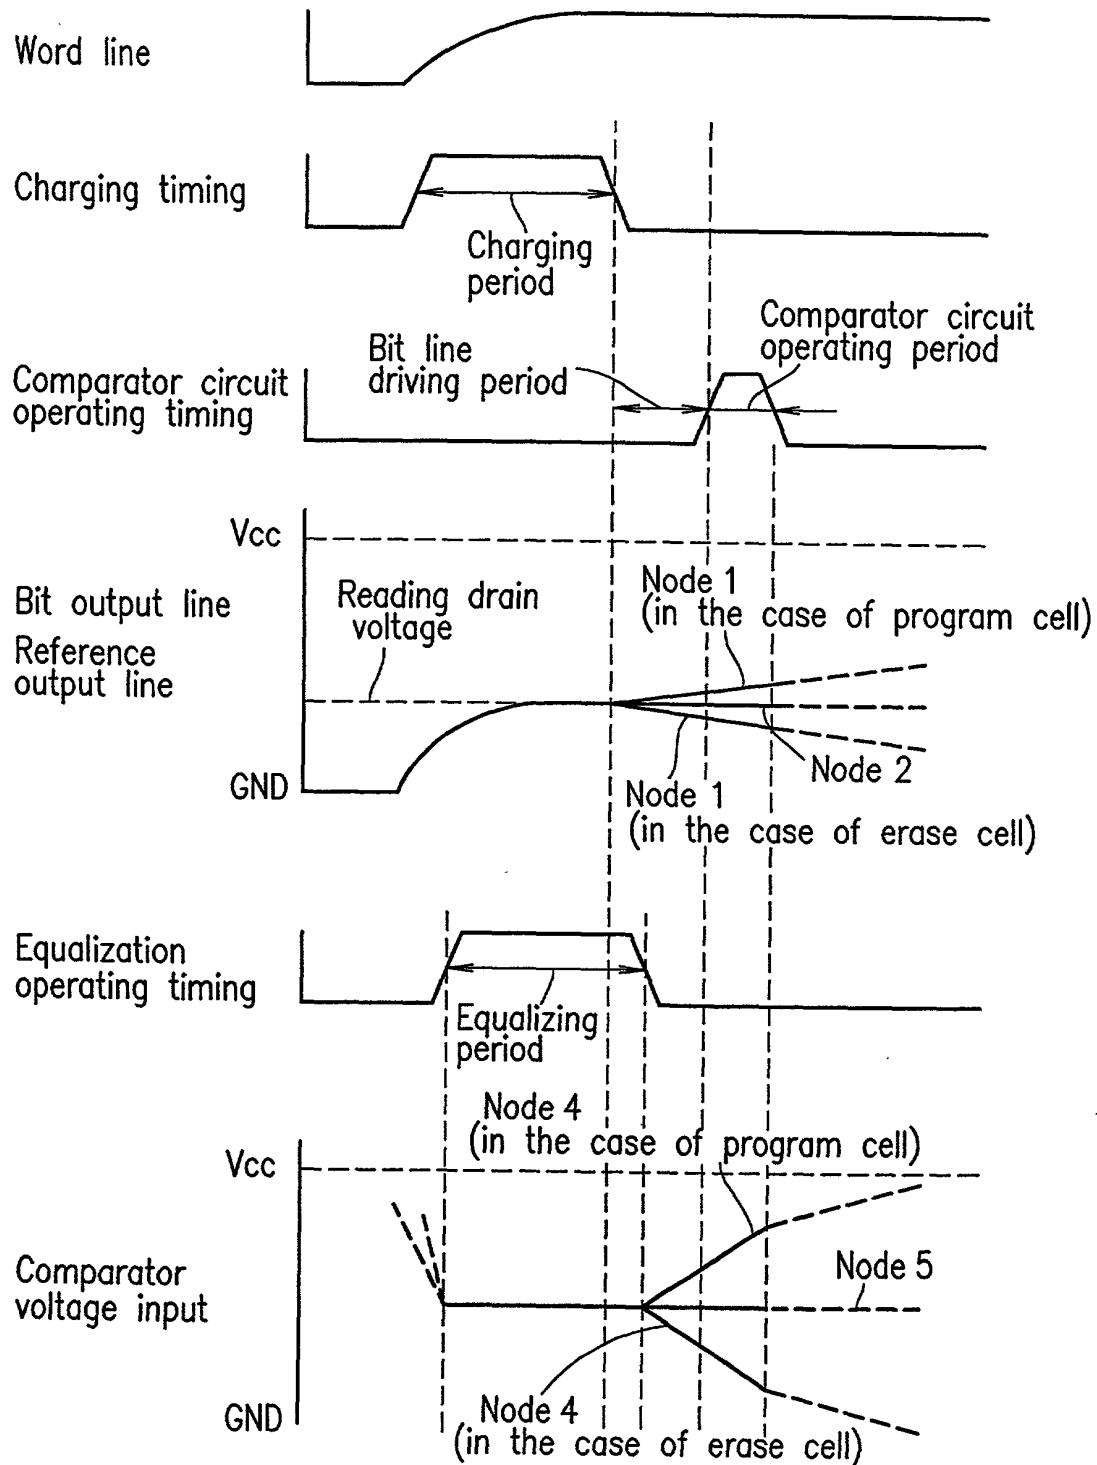 Word line
Charging timing
Charging
period
Comparator circuit
operating period
Bit line
driving period
Comparator circuit
operating timing
Vcc
Bit output line
Reference
output line
Reading drain
voltage
Node 1
(in the case of program cell)
GND
Node 2
Node 1
(in the case of erase cell)
Equalization
operating timing
Equalizing
period
Node 4
(in the case of program cell)
Vcc
Comparator
voltage input
Node 5
GND
Node 4
(in the case of erase cell)